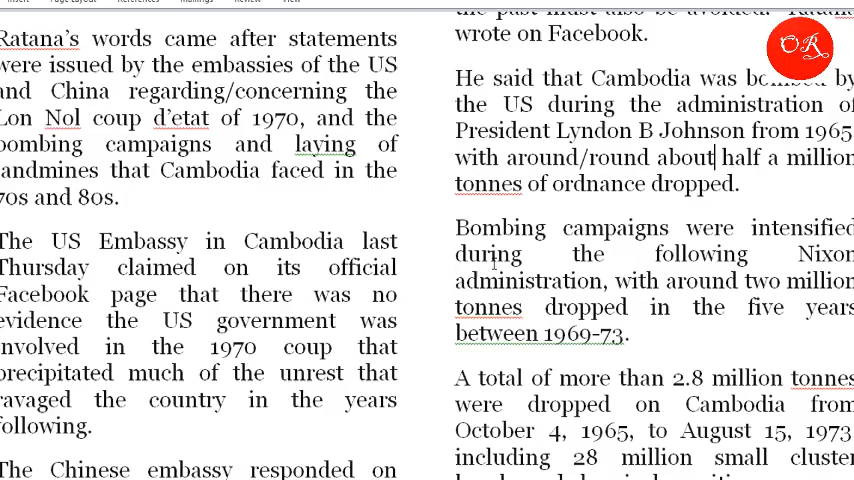 Ratana's words came after statements
were issued by the embassies of the US
and China regarding/concerning the
Lon Nol coup d'etat of 1970, and the
bombing campaigns and laying of
landmines that Cambodia faced in the
70s and 80s.
The US Embassy in Cambodia last
Thursday claimed on its official
Facebook page that there was no
evidence the US government was
involved in the 1970 coup that
precipitated much of the unrest that
ravaged the country in the years
following.
The Chinese embassy responded on
the past must also be avoided." Ratana
wrote on Facebook.
OR
He said that Cambodia was bombed by
the US during the administration of
President Lyndon B Johnson from 1965
with around/round about half a million
tonnes of ordnance dropped.
Bombing campaigns were intensified
during the following Nixon
administration, with around two million
tonnes dropped in the five years
between 1969-73.
A total of more than 2.8 million tonnes
were dropped on Cambodia from
October 4, 1965, to August 15, 1973
including 28 million small cluster